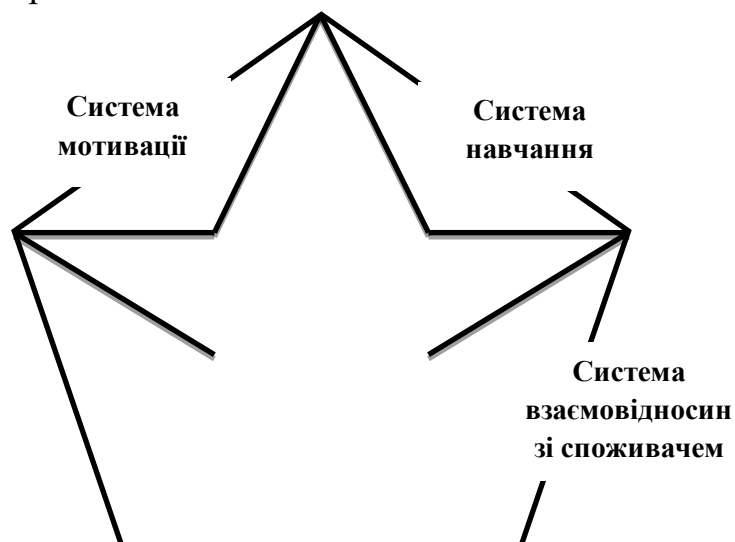 Система
мотивації
Система
навчання
Система
взаємовідносин
зі споживачем